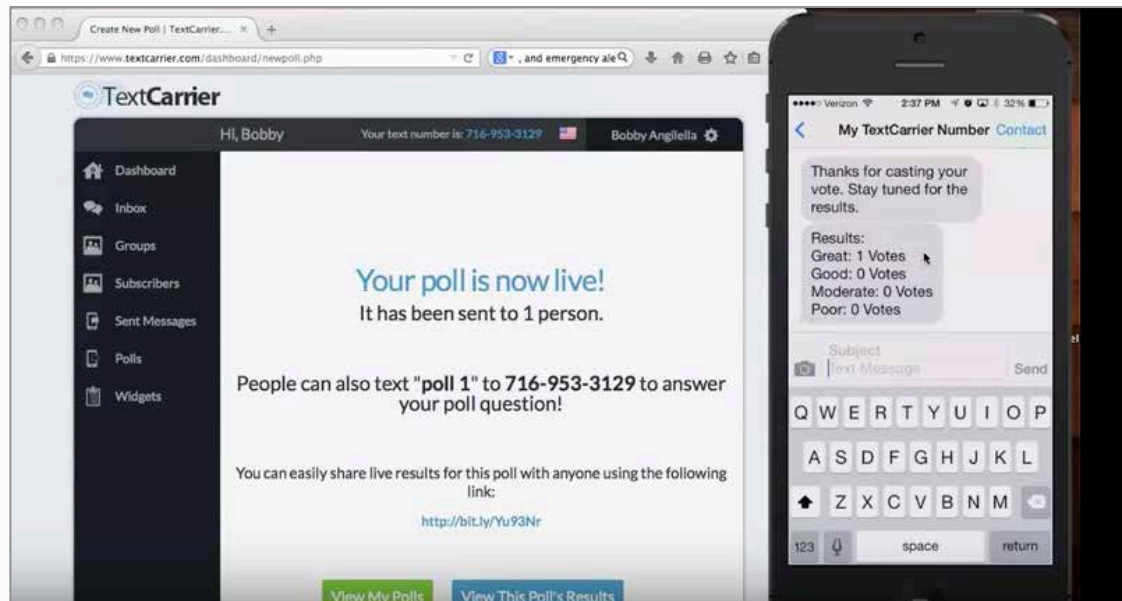 Create New Poll | TextCarrier....
https://www.textcarrier.com/dashboard/newpoll.php
, and emergency ale
TextCarrier
Hi, Bobby
Your text number is: 716-953-3129
Bobby Angilella
Dashboard
Inbox
Groups
Subscribers
Sent Messages
Polls
Widgets
Your poll is now live!
It has been sent to 1 person.
People can also text "poll 1" to 716-953-3129 to answer
your poll question!
You can easily share live results for this poll with anyone using the following
link:
http://bit.ly/Yu93Nr
View My Polls
View This Poll's Results
Verizon
2:37 PM
32%
My TextCarrier Number
Contact
Thanks for casting your
vote. Stay tuned for the
results.
Results:
Great: 1 Votes
Good: 0 Votes
Moderate: 0 Votes
Poor: 0 Votes
Subject
Text Message
Send
Q W E R T Y U I O P
A S D F G H J K L
Z X C V B N M
123
space
return